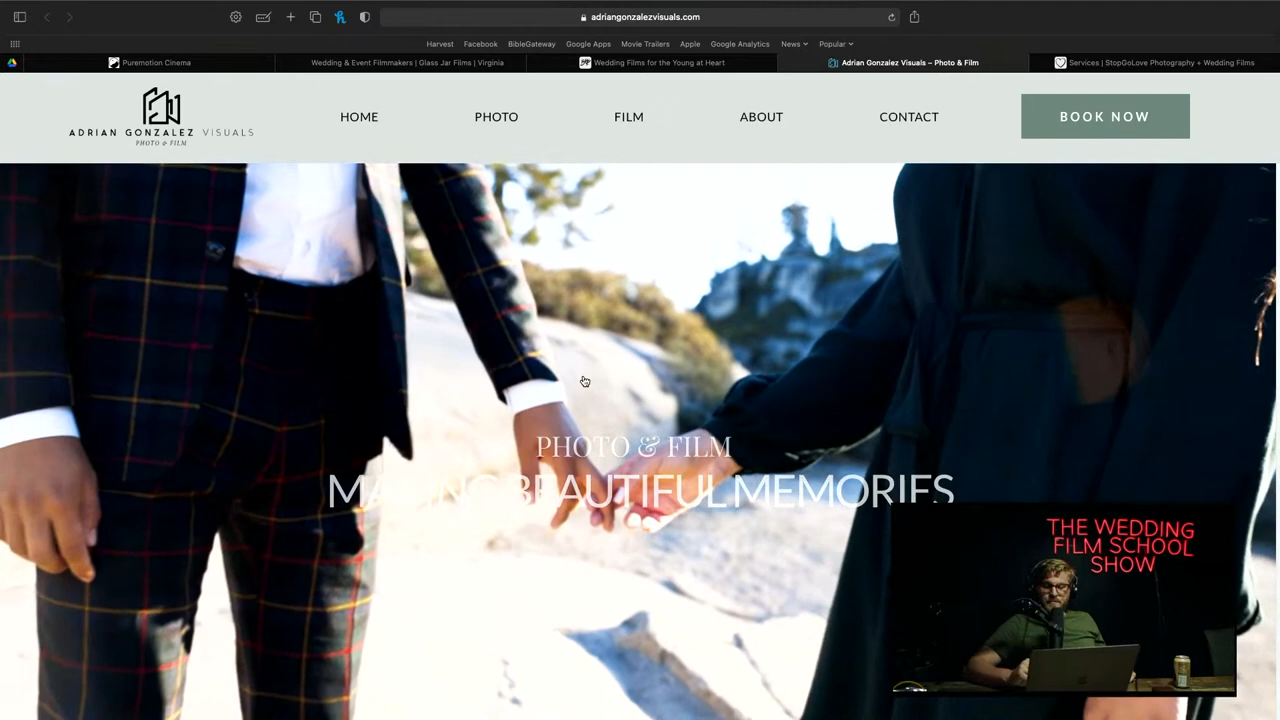 adriangonzalezvisuals.com
Harvest Facebook BibleGateway Google Apps Movie Trailers Apple Google Analytics News Popular
Puremotion Cinema
Wedding & Event Filmmakers | Glass Jar Films | Virginia
Wedding Films for the Young at Heart
Adrian Gonzalez Visuals – Photo & Film
Services | StopGoLove Photography + Wedding Films
ADRIAN GONZALEZ VISUALS
PHOTO & FILM
HOME PHOTO FILM ABOUT CONTACT BOOK NOW
PHOTO & FILM
MAKING BEAUTIFUL MEMORIES
THE WEDDING
FILM SCHOOL
SHOW